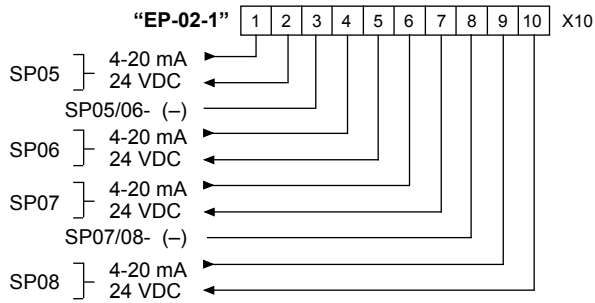 “EP-02-1” 1 2 3 4 5 6 7 8 9 10 X10
4-20 mA
SP05
24 VDC
SP05/06- (–)
4-20 mA
SP06
24 VDC
4-20 mA
SP07
24 VDC
SP07/08- (–)
4-20 mA
SP08
24 VDC